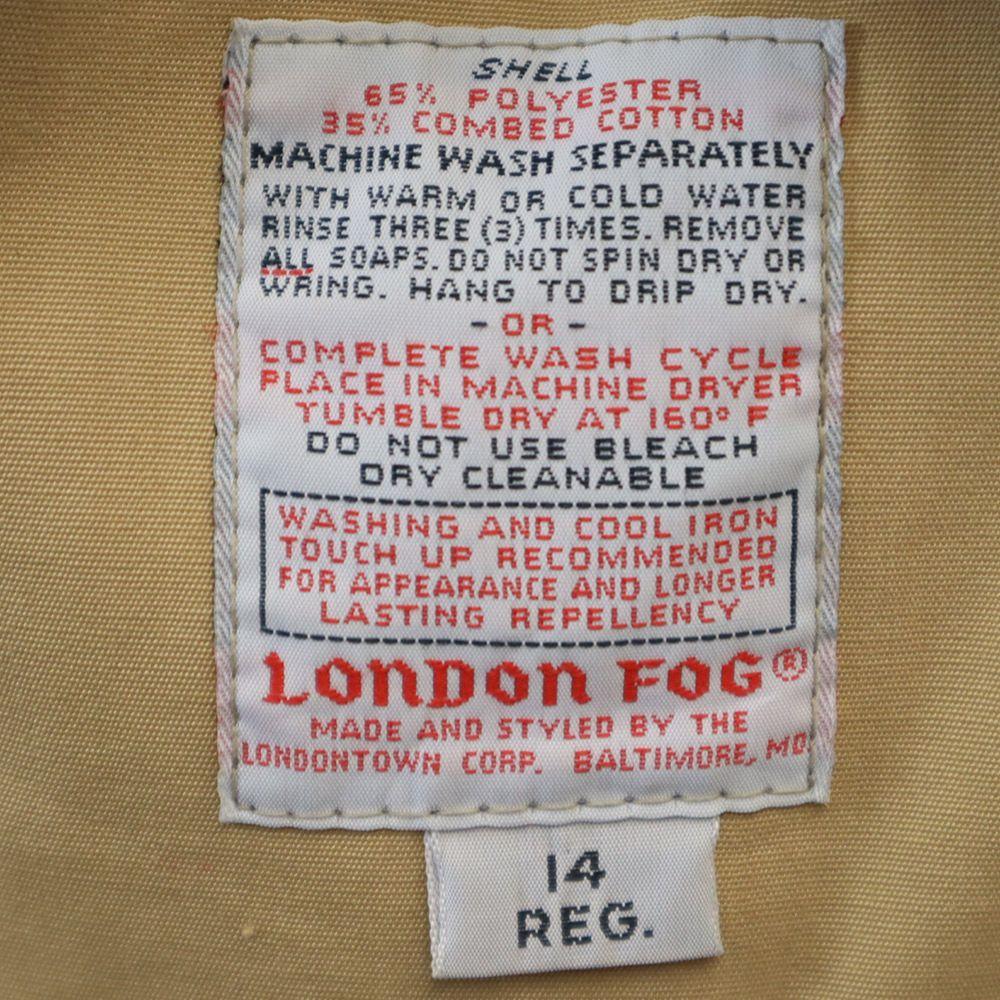 SHELL
65% POLYESTER
35% COMBED COTTON
MACHINE WASH SEPARATELY
WITH WARM OR COLD WATER
RINSE THREE (3) TIMES. REMOVE
ALL SOAPS. DO NOT SPIN DRY OR
WRING. HANG TO DRIP DRY.
- OR -
COMPLETE WASH CYCLE
PLACE IN MACHINE DRYER
TUMBLE DRY AT 160° F
DO NOT USE BLEACH
DRY CLEANABLE
WASHING AND COOL IRON
TOUCH UP RECOMMENDED
FOR APPEARANCE AND LONGER
LASTING REPELLENCY
LONDON FOG®
MADE AND STYLED BY THE
LONDONTOWN CORP. BALTIMORE, MD.
14
REG.